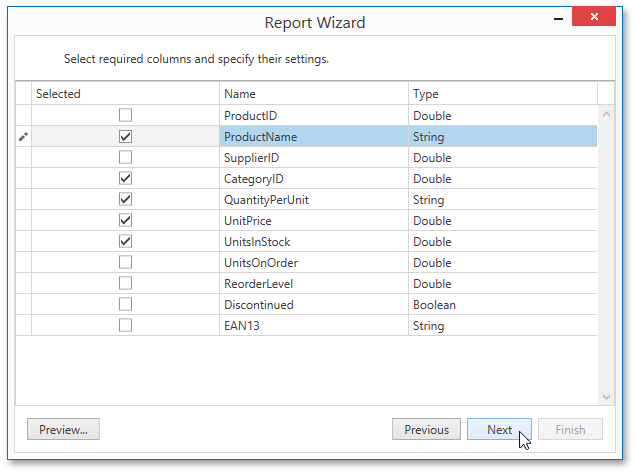 Report Wizard
Select required columns and specify their settings.
Selected Name Type
ProductID Double
ProductName String
SupplierID Double
CategoryID Double
QuantityPerUnit String
UnitPrice Double
UnitsInStock Double
UnitsOnOrder Double
ReorderLevel Double
Discontinued Boolean
EAN13 String
Preview... Previous Next Finish